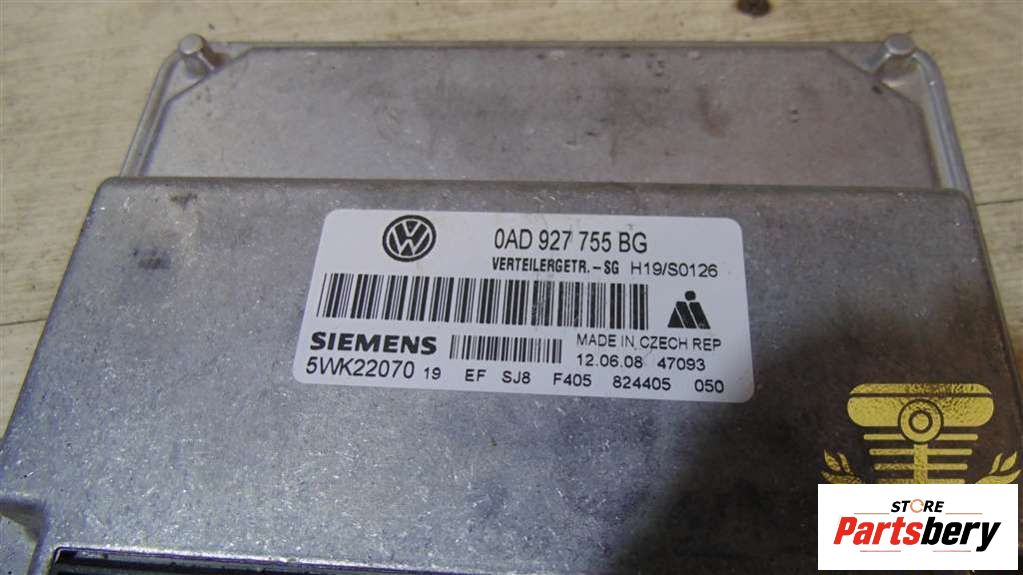 0AD 927 755 BG
VERTEILERGETR.-SG H19/S0126
SIEMENS
MADE IN CZECH REP
12.06.08 47093
5WK22070 19 EF SJ8 F405 824405 050
STORE
Partsbery